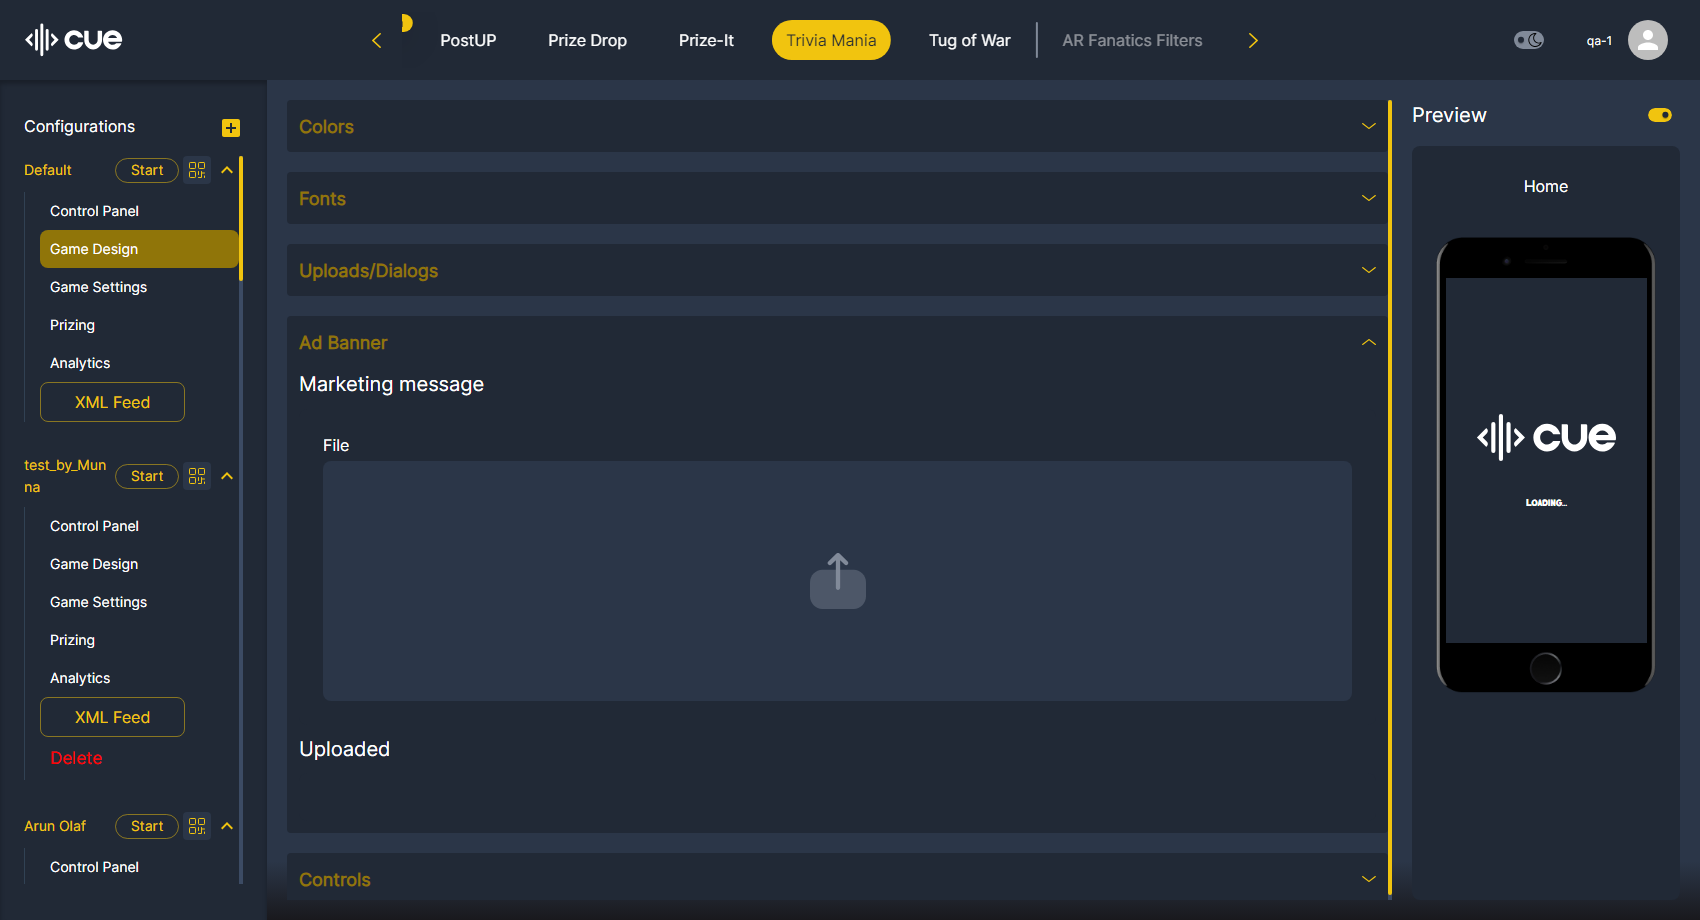 cue
PostUP
Prize Drop
Prize-It
Trivia Mania
Tug of War
AR Fanatics Filters
qa-1
Configurations
Default
Start
Control Panel
Game Design
Game Settings
Prizing
Analytics
XML Feed
test_by_Mun
na
Start
Control Panel
Game Design
Game Settings
Prizing
Analytics
XML Feed
Delete
Arun Olaf
Start
Control Panel
Colors
Fonts
Uploads/Dialogs
Ad Banner
Marketing message
File
Uploaded
Controls
Preview
Home
cue
LOADING...